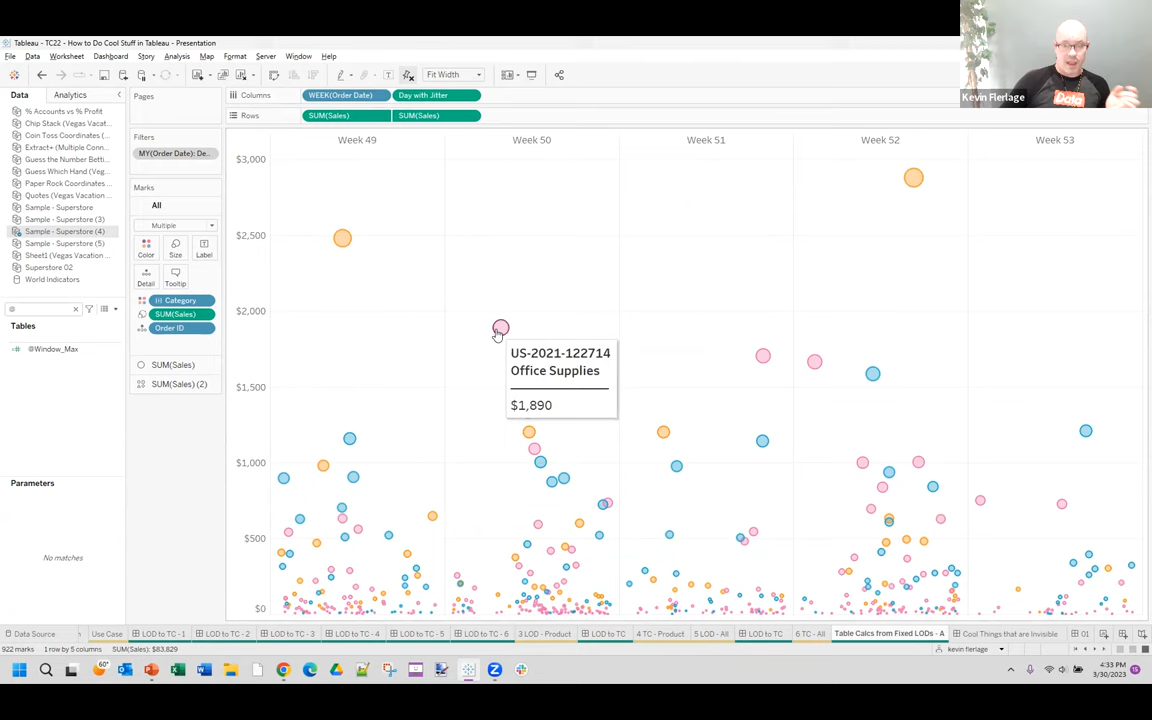 Tableau - TC22 - How to Do Cool Stuff in Tableau - Presentation
File Data Worksheet Dashboard Story Analysis Map Format Server Window Help
Fit Width
Kevin Flerlage
Data
Data Analytics
% Accounts vs % Profit
Chip Stack (Vegas Vacat...
Coin Toss Coordinates (...
Extract+ (Multiple Conn...
Guess the Number Betti...
Guess Which Hand (Veg...
Paper Rock Coordinates ...
Quotes (Vegas Vacation ...
Sample - Superstore
Sample - Superstore (3)
Sample - Superstore (4)
Sample - Superstore (5)
Sheet1 (Vegas Vacation ...
Superstore 02
World Indicators
@
Tables
@Window_Max
Parameters
No matches
Pages
Filters
MY(Order Date): De...
Marks
All
Multiple
Color Size Label
Detail Tooltip
Category
SUM(Sales)
Order ID
SUM(Sales)
SUM(Sales) (2)
Columns WEEK(Order Date) Day with Jitter
Rows SUM(Sales) SUM(Sales)
Week 49 Week 50 Week 51 Week 52 Week 53
$3,000
$2,500
$2,000
$1,500
$1,000
$500
$0
US-2021-122714
Office Supplies
$1,890
Data Source Use Case LOD to TC - 1 LOD to TC - 2 LOD to TC - 3 LOD to TC - 4 LOD to TC - 5 LOD to TC - 6 3 LOD - Product LOD to TC 4 TC - Product 5 LOD - All LOD to TC 6 TC - All Table Calcs from Fixed LODs - A Cool Things that are Invisible 01
922 marks 1 row by 5 columns SUM(Sales): $83,829 kevin flerlage
60°
4:33 PM
3/30/2023
15